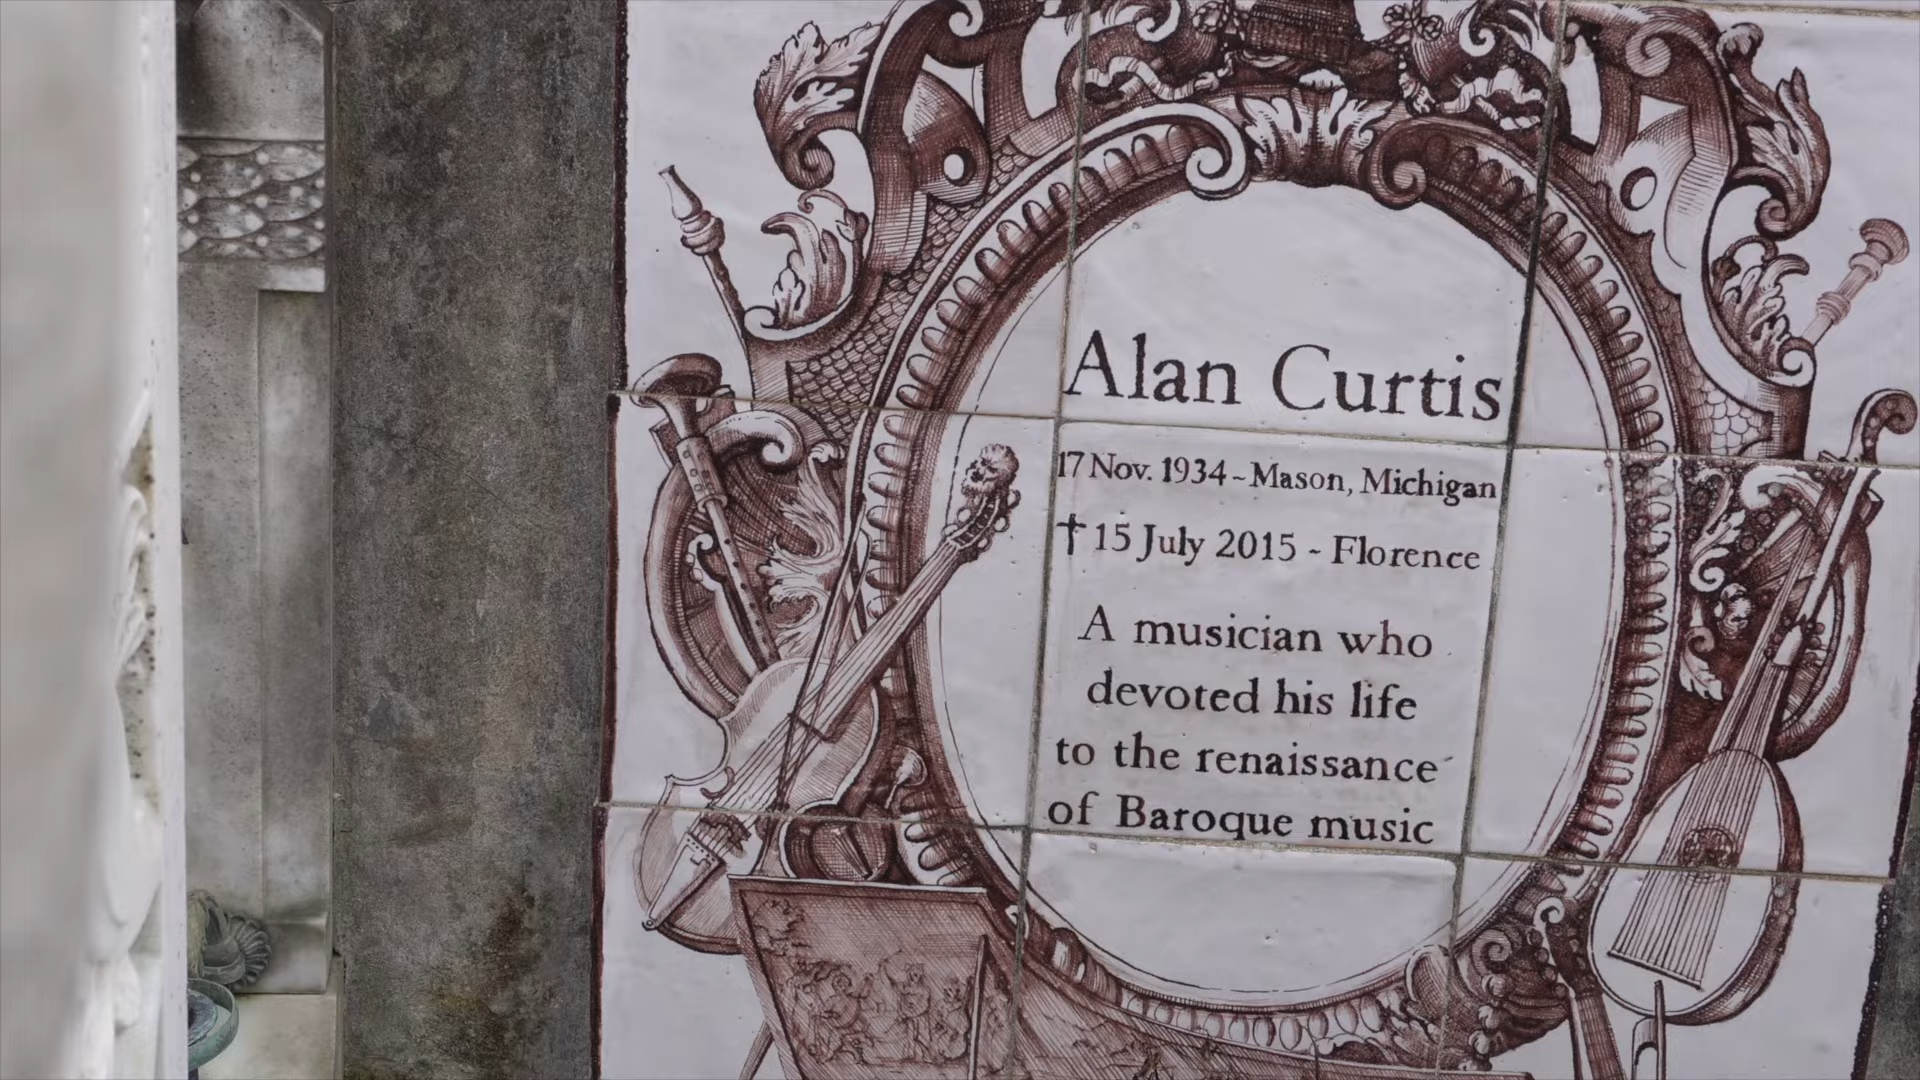 Alan Curtis
17 Nov. 1934 ~ Mason, Michigan
† 15 July 2015 ~ Florence
A musician who
devoted his life
to the renaissance
of Baroque music